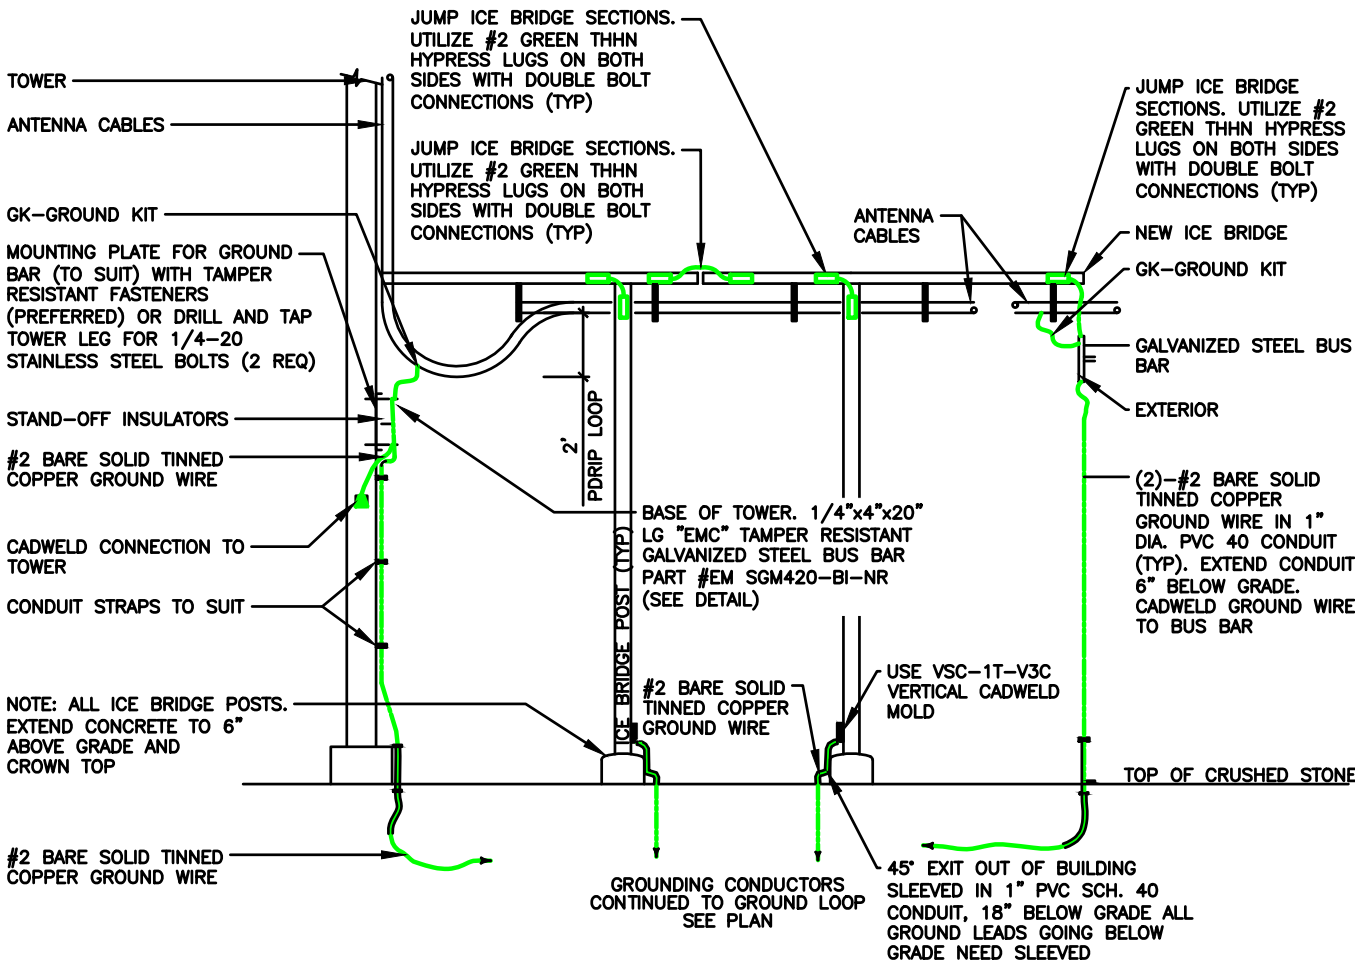 JUMP ICE BRIDGE SECTIONS.
UTILIZE #2 GREEN THHN
HYPRESS LUGS ON BOTH
SIDES WITH DOUBLE BOLT
CONNECTIONS (TYP)
JUMP ICE BRIDGE SECTIONS.
UTILIZE #2 GREEN THHN
HYPRESS LUGS ON BOTH
SIDES WITH DOUBLE BOLT
CONNECTIONS (TYP)
JUMP ICE BRIDGE
SECTIONS. UTILIZE #2
GREEN THHN HYPRESS
LUGS ON BOTH SIDES
WITH DOUBLE BOLT
CONNECTIONS (TYP)
TOWER
ANTENNA CABLES
GK-GROUND KIT
MOUNTING PLATE FOR GROUND
BAR (TO SUIT) WITH TAMPER
RESISTANT FASTENERS
(PREFERRED) OR DRILL AND TAP
TOWER LEG FOR 1/4-20
STAINLESS STEEL BOLTS (2 REQ)
STAND-OFF INSULATORS
#2 BARE SOLID TINNED
COPPER GROUND WIRE
CADWELD CONNECTION TO
TOWER
CONDUIT STRAPS TO SUIT
NOTE: ALL ICE BRIDGE POSTS.
EXTEND CONCRETE TO 6"
ABOVE GRADE AND
CROWN TOP
#2 BARE SOLID TINNED
COPPER GROUND WIRE
ANTENNA
CABLES
NEW ICE BRIDGE
GK-GROUND KIT
GALVANIZED STEEL BUS
BAR
EXTERIOR
2'
PDRIP LOOP
ICE BRIDGE POST (TYP)
BASE OF TOWER. 1/4"x4"x20"
LG "EMC" TAMPER RESISTANT
GALVANIZED STEEL BUS BAR
PART #EM SGM420-BI-NR
(SEE DETAIL)
(2)-#2 BARE SOLID
TINNED COPPER
GROUND WIRE IN 1"
DIA. PVC 40 CONDUIT
(TYP). EXTEND CONDUIT
6" BELOW GRADE.
CADWELD GROUND WIRE
TO BUS BAR
#2 BARE SOLID
TINNED COPPER
GROUND WIRE
USE VSC-1T-V3C
VERTICAL CADWELD
MOLD
TOP OF CRUSHED STONE
GROUNDING CONDUCTORS
CONTINUED TO GROUND LOOP
SEE PLAN
45° EXIT OUT OF BUILDING
SLEEVED IN 1" PVC SCH. 40
CONDUIT, 18" BELOW GRADE ALL
GROUND LEADS GOING BELOW
GRADE NEED SLEEVED